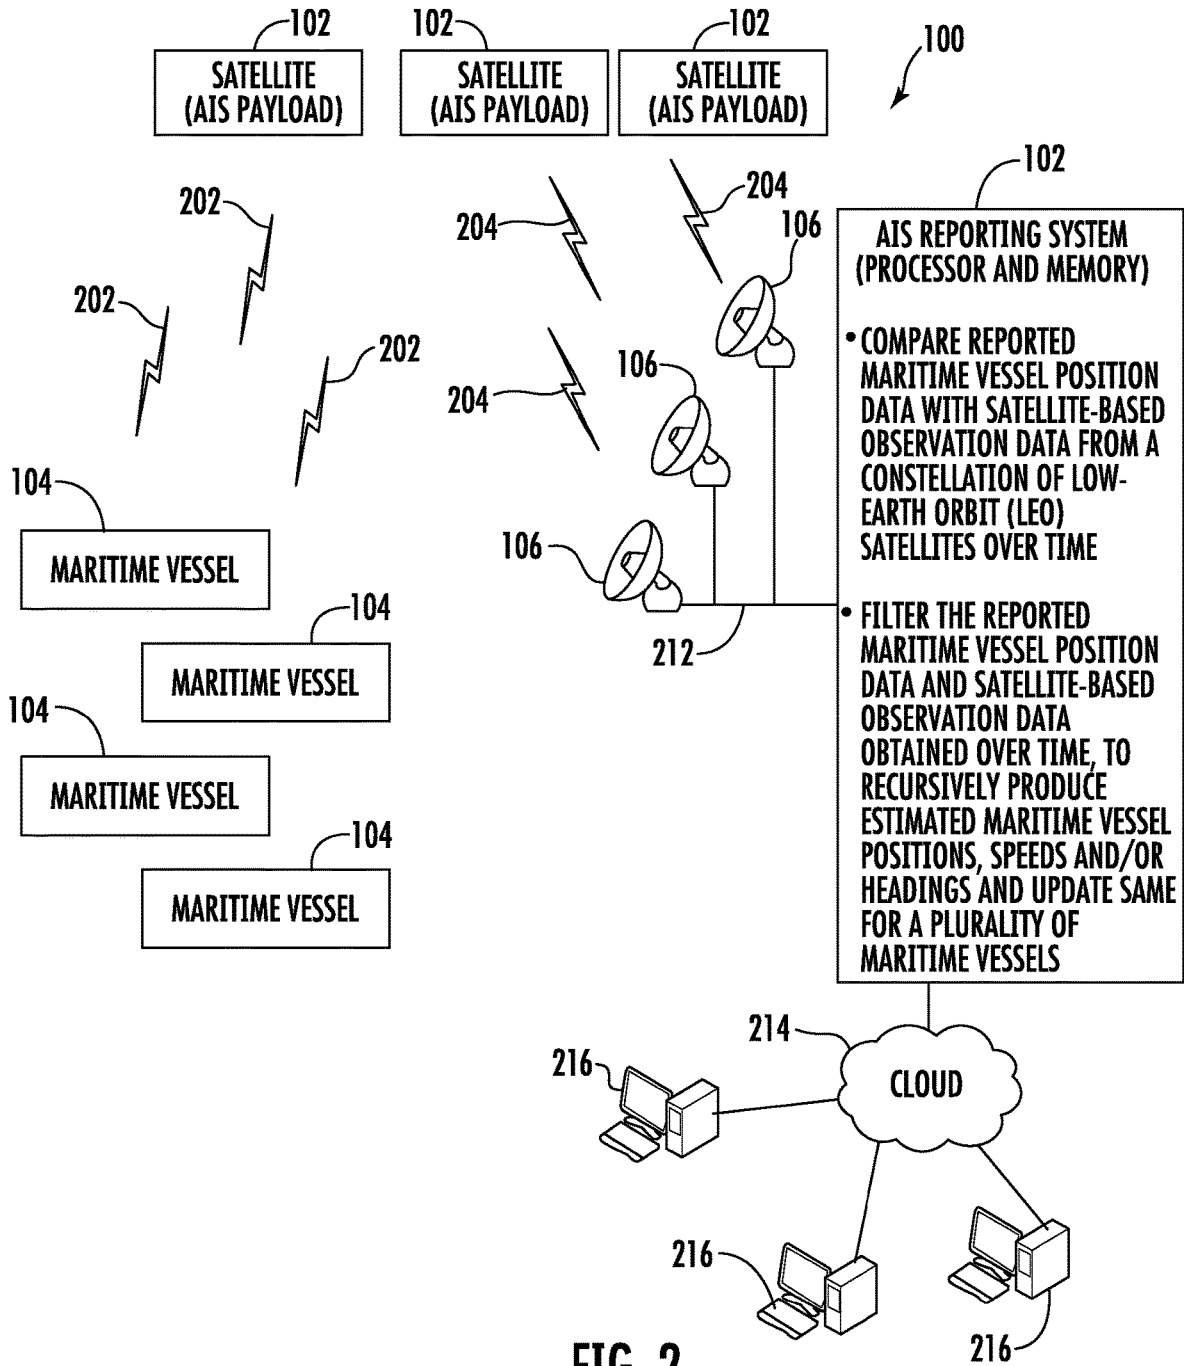 102
102
102
100
SATELLITE
(AIS PAYLOAD)
SATELLITE
(AIS PAYLOAD)
SATELLITE
(AIS PAYLOAD)
102
202
204
204
106
202
202
106
204
106
212
AIS REPORTING SYSTEM
(PROCESSOR AND MEMORY)
• COMPARE REPORTED
MARITIME VESSEL POSITION
DATA WITH SATELLITE-BASED
OBSERVATION DATA FROM A
CONSTELLATION OF LOW-
EARTH ORBIT (LEO)
SATELLITES OVER TIME
• FILTER THE REPORTED
MARITIME VESSEL POSITION
DATA AND SATELLITE-BASED
OBSERVATION DATA
OBTAINED OVER TIME, TO
RECURSIVELY PRODUCE
ESTIMATED MARITIME VESSEL
POSITIONS, SPEEDS AND/OR
HEADINGS AND UPDATE SAME
FOR A PLURALITY OF
MARITIME VESSELS
104
MARITIME VESSEL
104
MARITIME VESSEL
104
MARITIME VESSEL
104
MARITIME VESSEL
214
CLOUD
216
216
216
FIG. 2